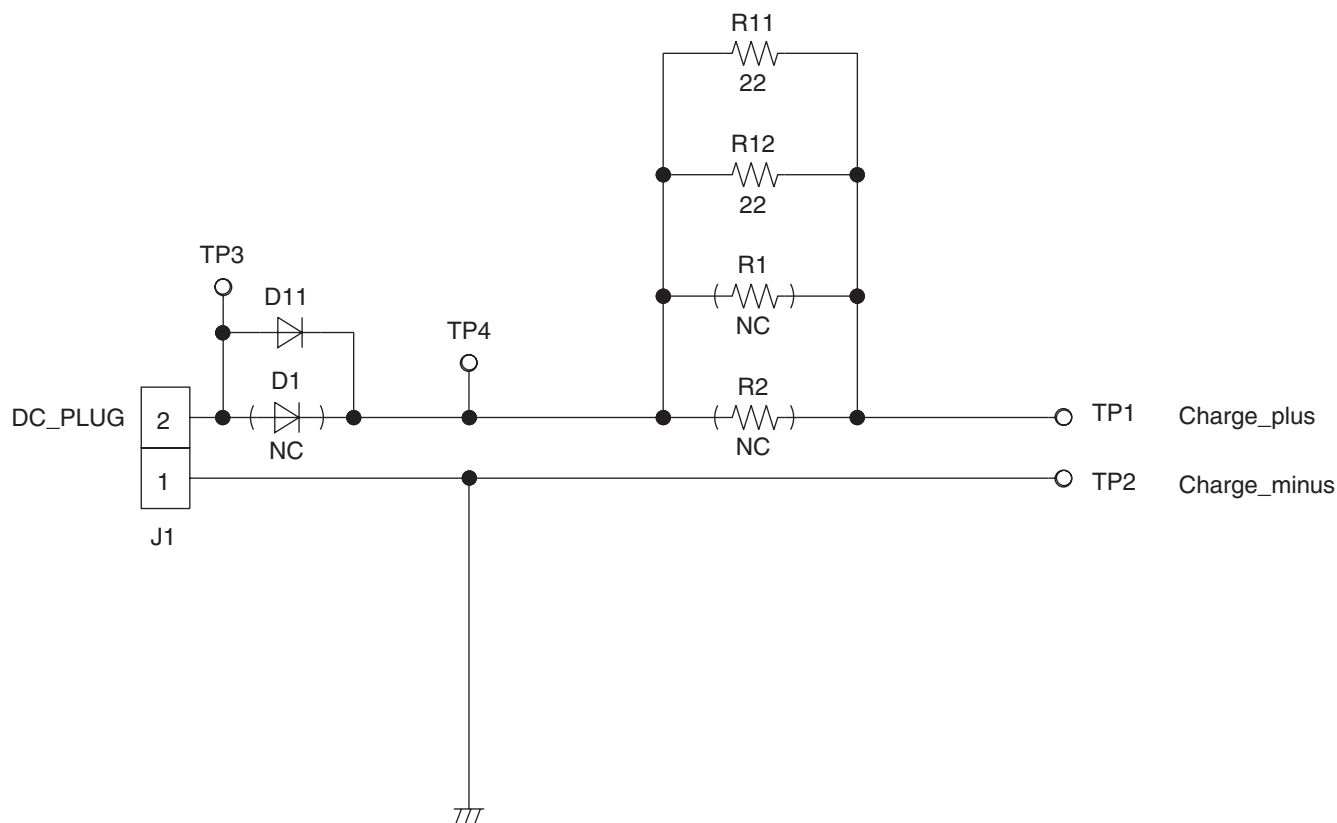 R11
22
R12
22
TP3
R1
D11
NC
TP4
D1
R2
DC_PLUG
2
TP1
Charge_plus
NC
NC
1
TP2
Charge_minus
J1